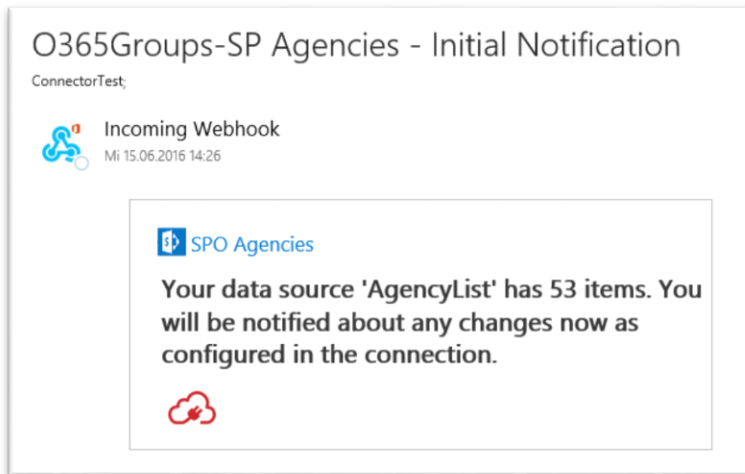 O365Groups-SP Agencies - Initial Notification
ConnectorTest;
Incoming Webhook
Mi 15.06.2016 14:26
SPO Agencies
Your data source 'AgencyList' has 53 items. You
will be notified about any changes now as
configured in the connection.